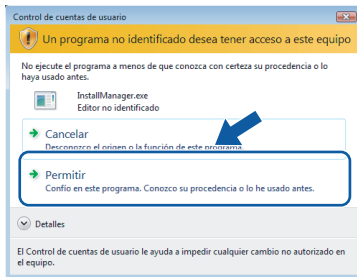 Control de cuentas de usuario
Un programa no identificado desea tener acceso a este equipo
No ejecute el programa a menos de que conozca con certeza su procedencia o lo
haya usado antes.
InstallManager.exe
Editor no identificado
Cancelar
Desconozco el origen o la función de este programa.
Permitir
Confío en este programa. Conozco su procedencia o lo he usado antes.
Detalles
El Control de cuentas de usuario le ayuda a impedir cualquier cambio no autorizado en
el equipo.